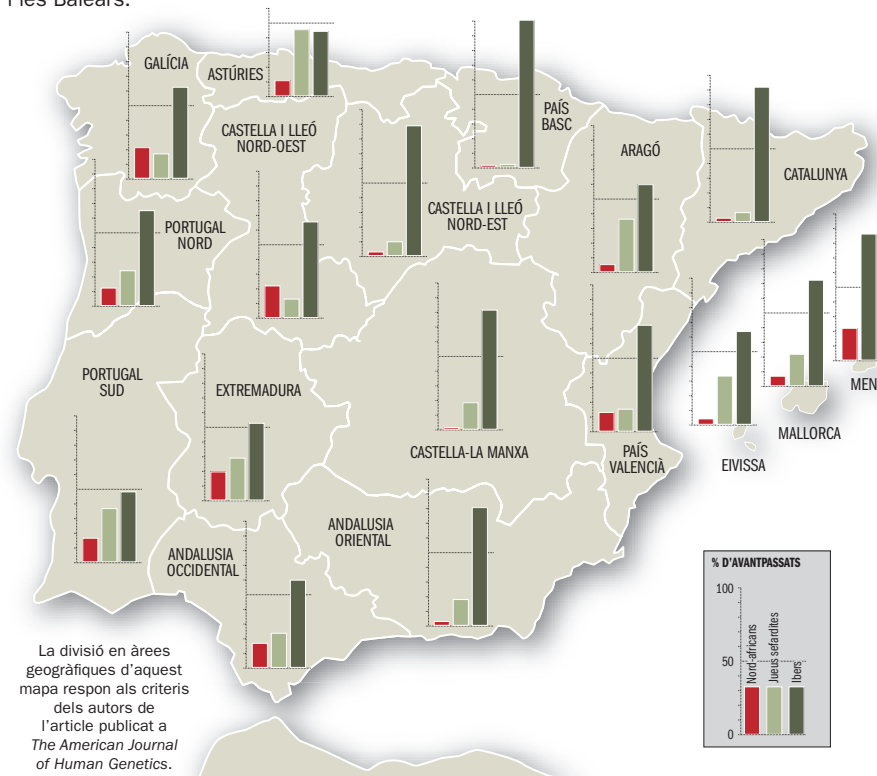 i les Balears.
GALÍCIA
ASTÚRIES
CASTELLA I LLEÓ
NORD-OEST
PAÍS
BASC
ARAGÓ
CATALUNYA
CASTELLA I LLEÓ
NORD-EST
PORTUGAL
NORD
PORTUGAL
SUD
EXTREMADURA
CASTELLA-LA MANXA
PAÍS
VALENCIÀ
EIVISSA
MALLORCA
MEN
ANDALUSIA
ORIENTAL
ANDALUSIA
OCCIDENTAL
% D'AVANTPASSATS
100
50
0
Nord-africans
Jueus sefardites
Ibers
La divisió en àrees
geogràfiques d'aquest
mapa respon als criteris
dels autors de
l'article publicat a
The American Journal
of Human Genetics.